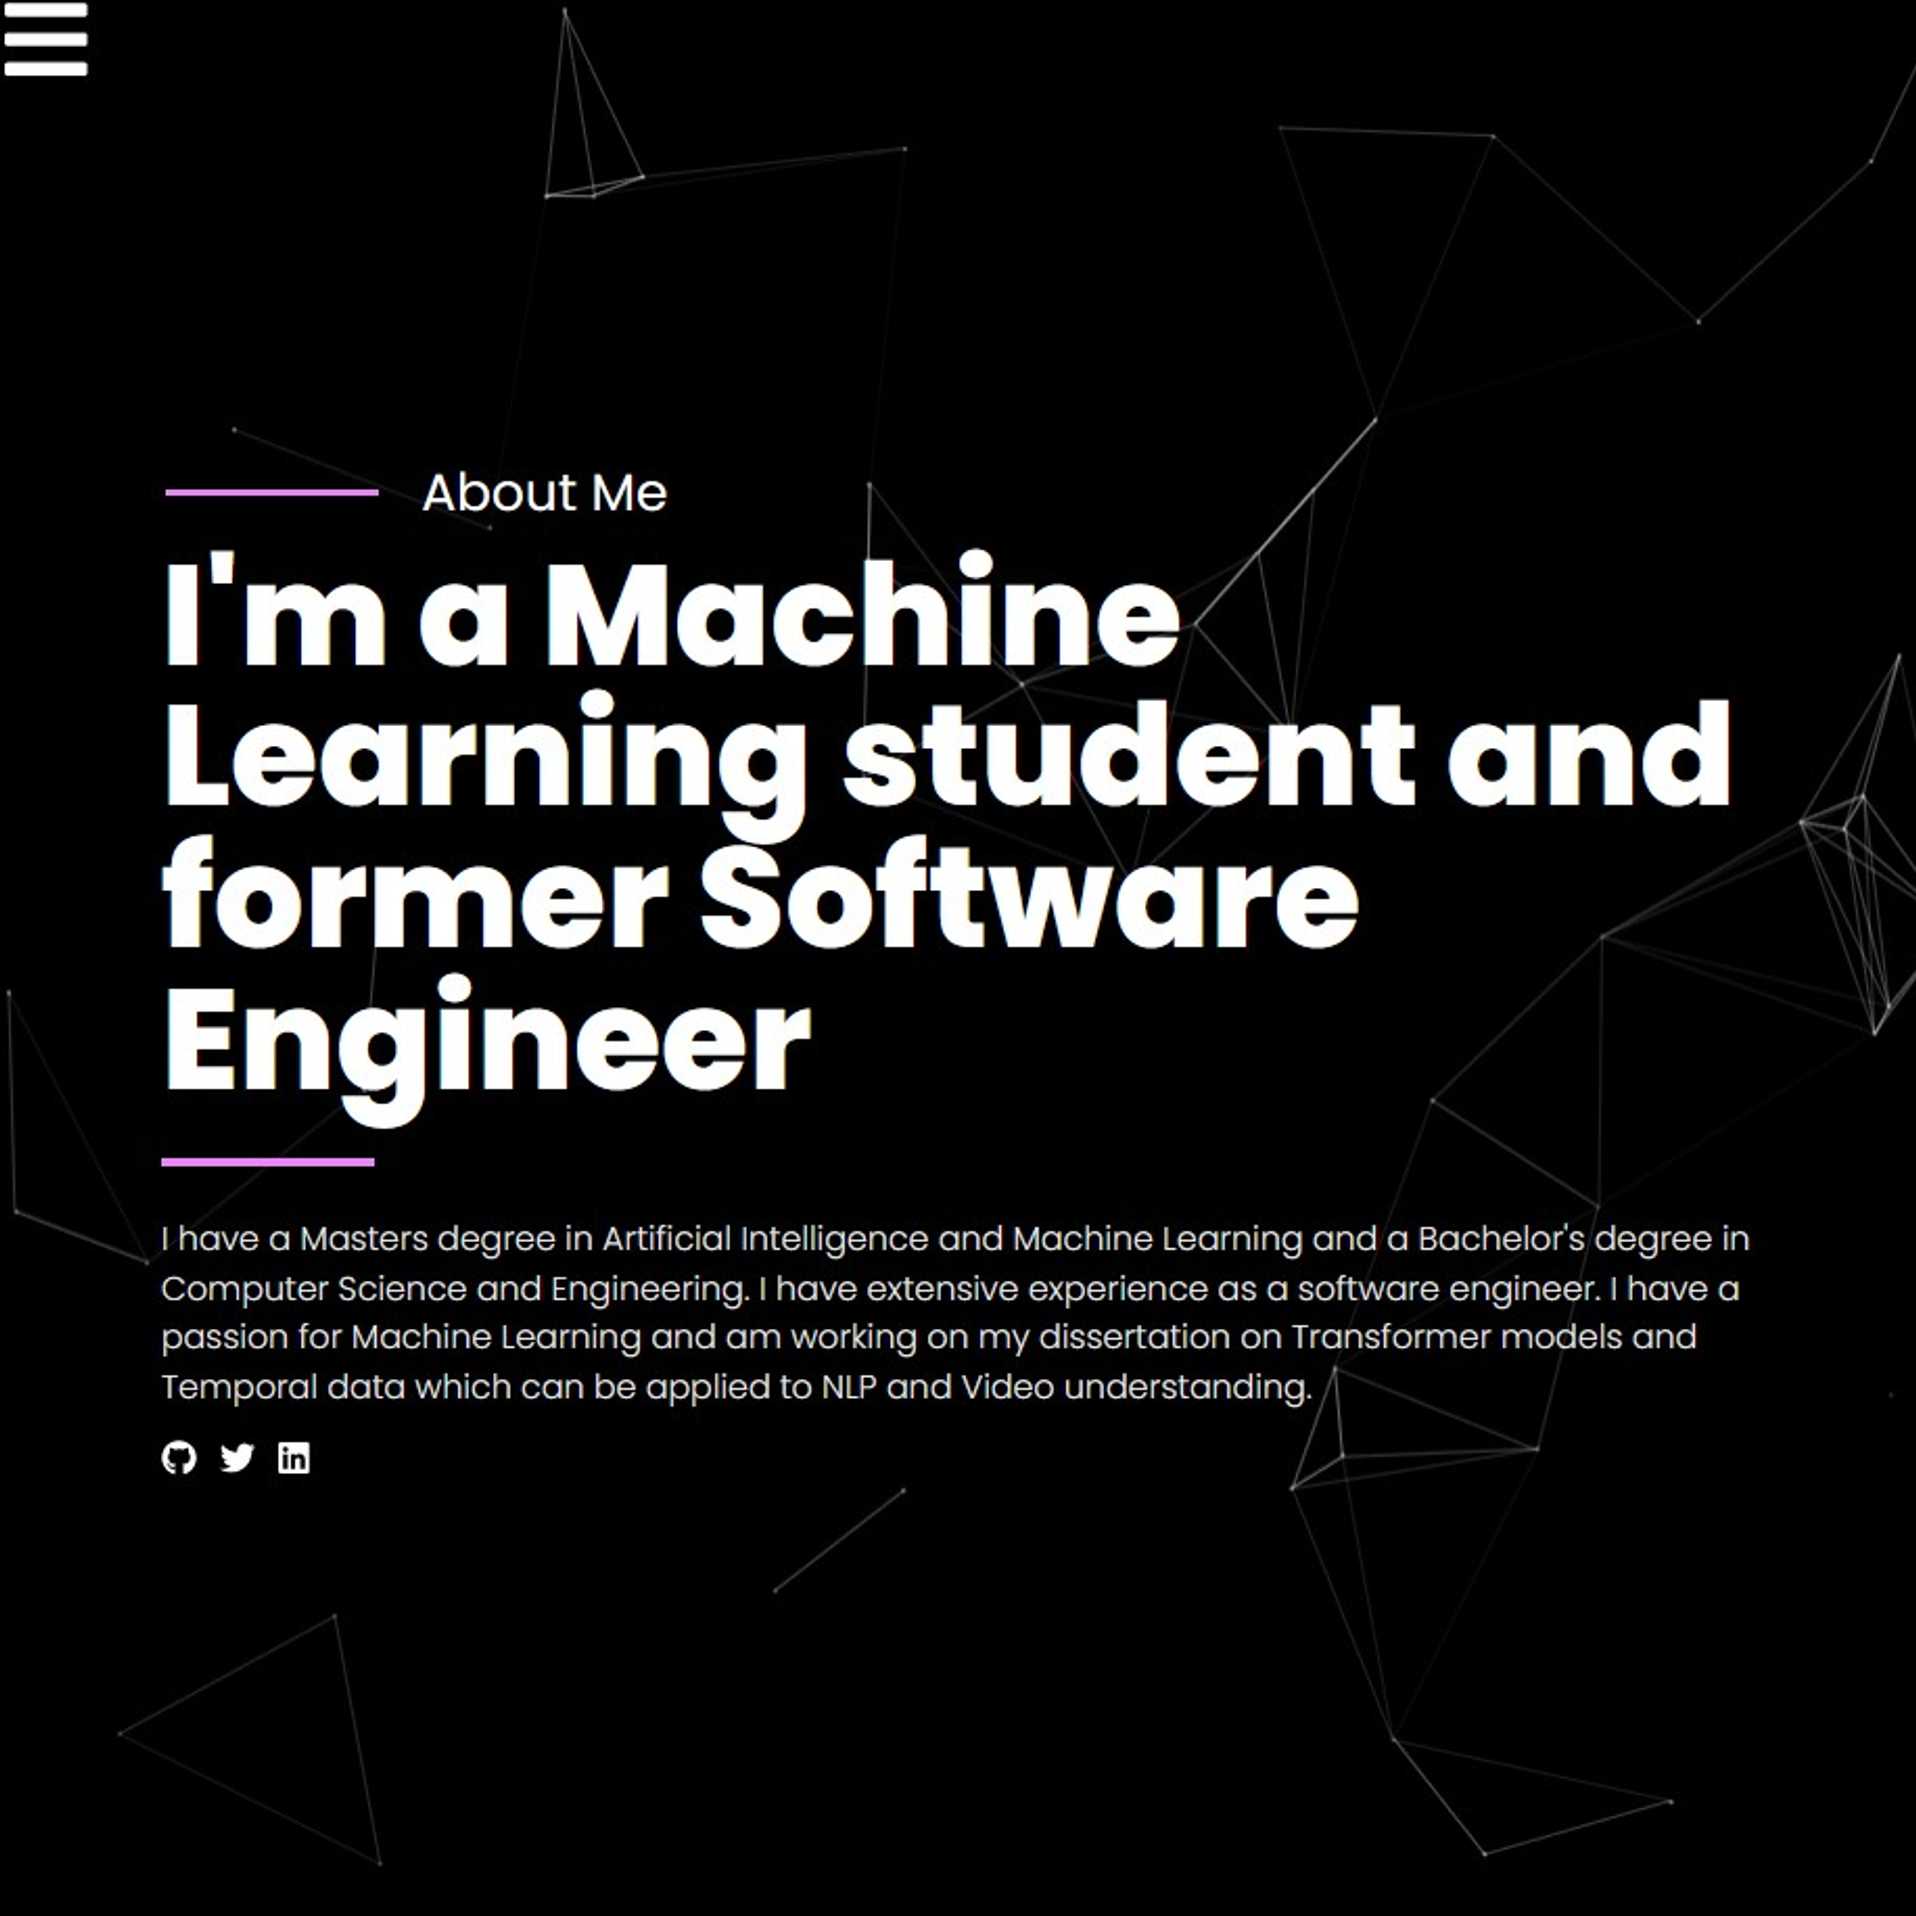 About Me
I'm a Machine
Learning student and
former Software
Engineer
I have a Masters degree in Artificial Intelligence and Machine Learning and a Bachelor's degree in
Computer Science and Engineering. I have extensive experience as a software engineer. I have a
passion for Machine Learning and am working on my dissertation on Transformer models and
Temporal data which can be applied to NLP and Video understanding.